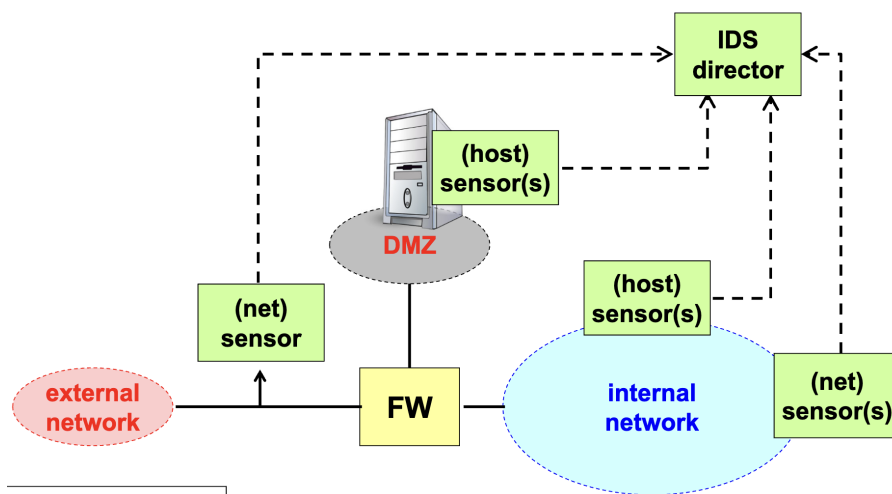 IDS
director
(host)
sensor(s)
DMZ
(net)
sensor
(host)
sensor(s)
external
network
FW
internal
network
(net)
sensor(s)